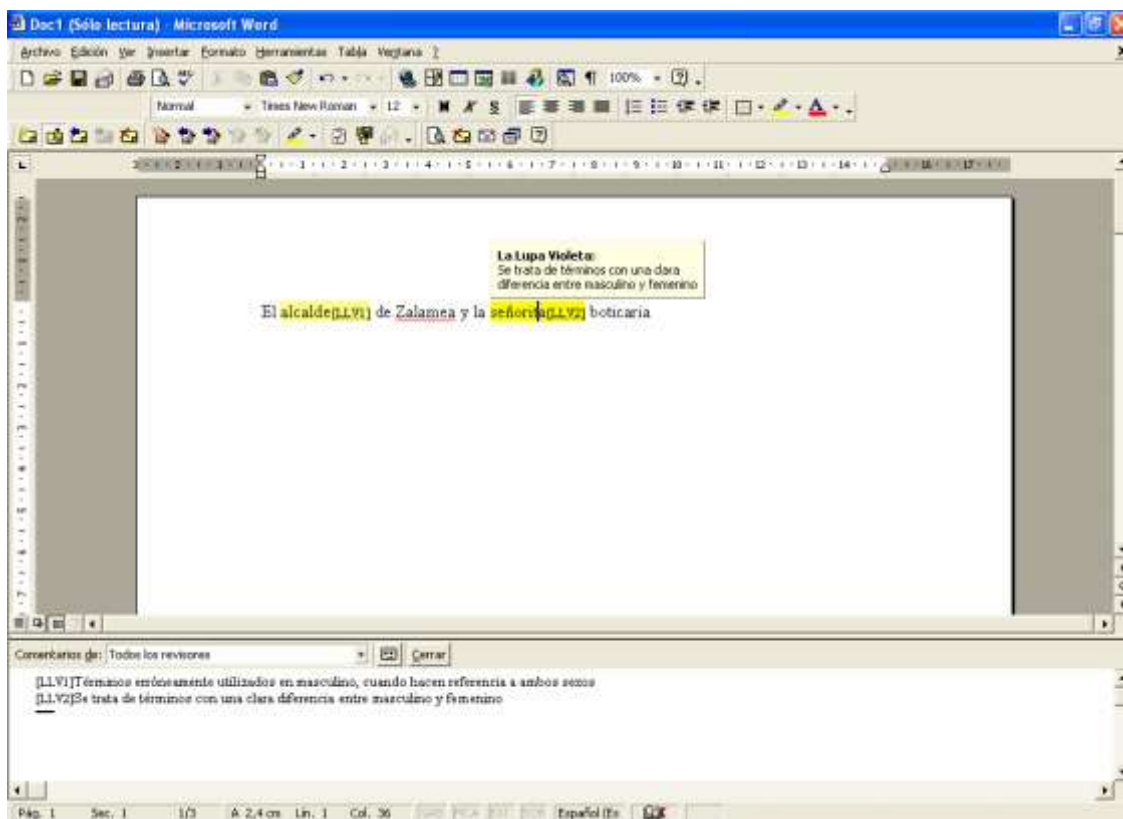 Doc1 (Sólo lectura) - Microsoft Word
Archivo Edición Ver Insertar Formato Herramientas Tabla Ventana ?
100%
Normal Times New Roman 12 N K S
La Lupa Violeta:
Se trata de términos con una clara
diferencia entre masculino y femenino
El alcalde[LLV1] de Zalamea y la señorita[LLV2] boticaria
Comentarios de: Todos los revisores Cerrar
[LLV1]Términos erróneamente utilizados en masculino, cuando hacen referencia a ambos sexos
[LLV2]Se trata de términos con una clara diferencia entre masculino y femenino
Pág. 1 Sec. 1 1/3 A 2,4 cm Lín. 1 Col. 36 Español (Es